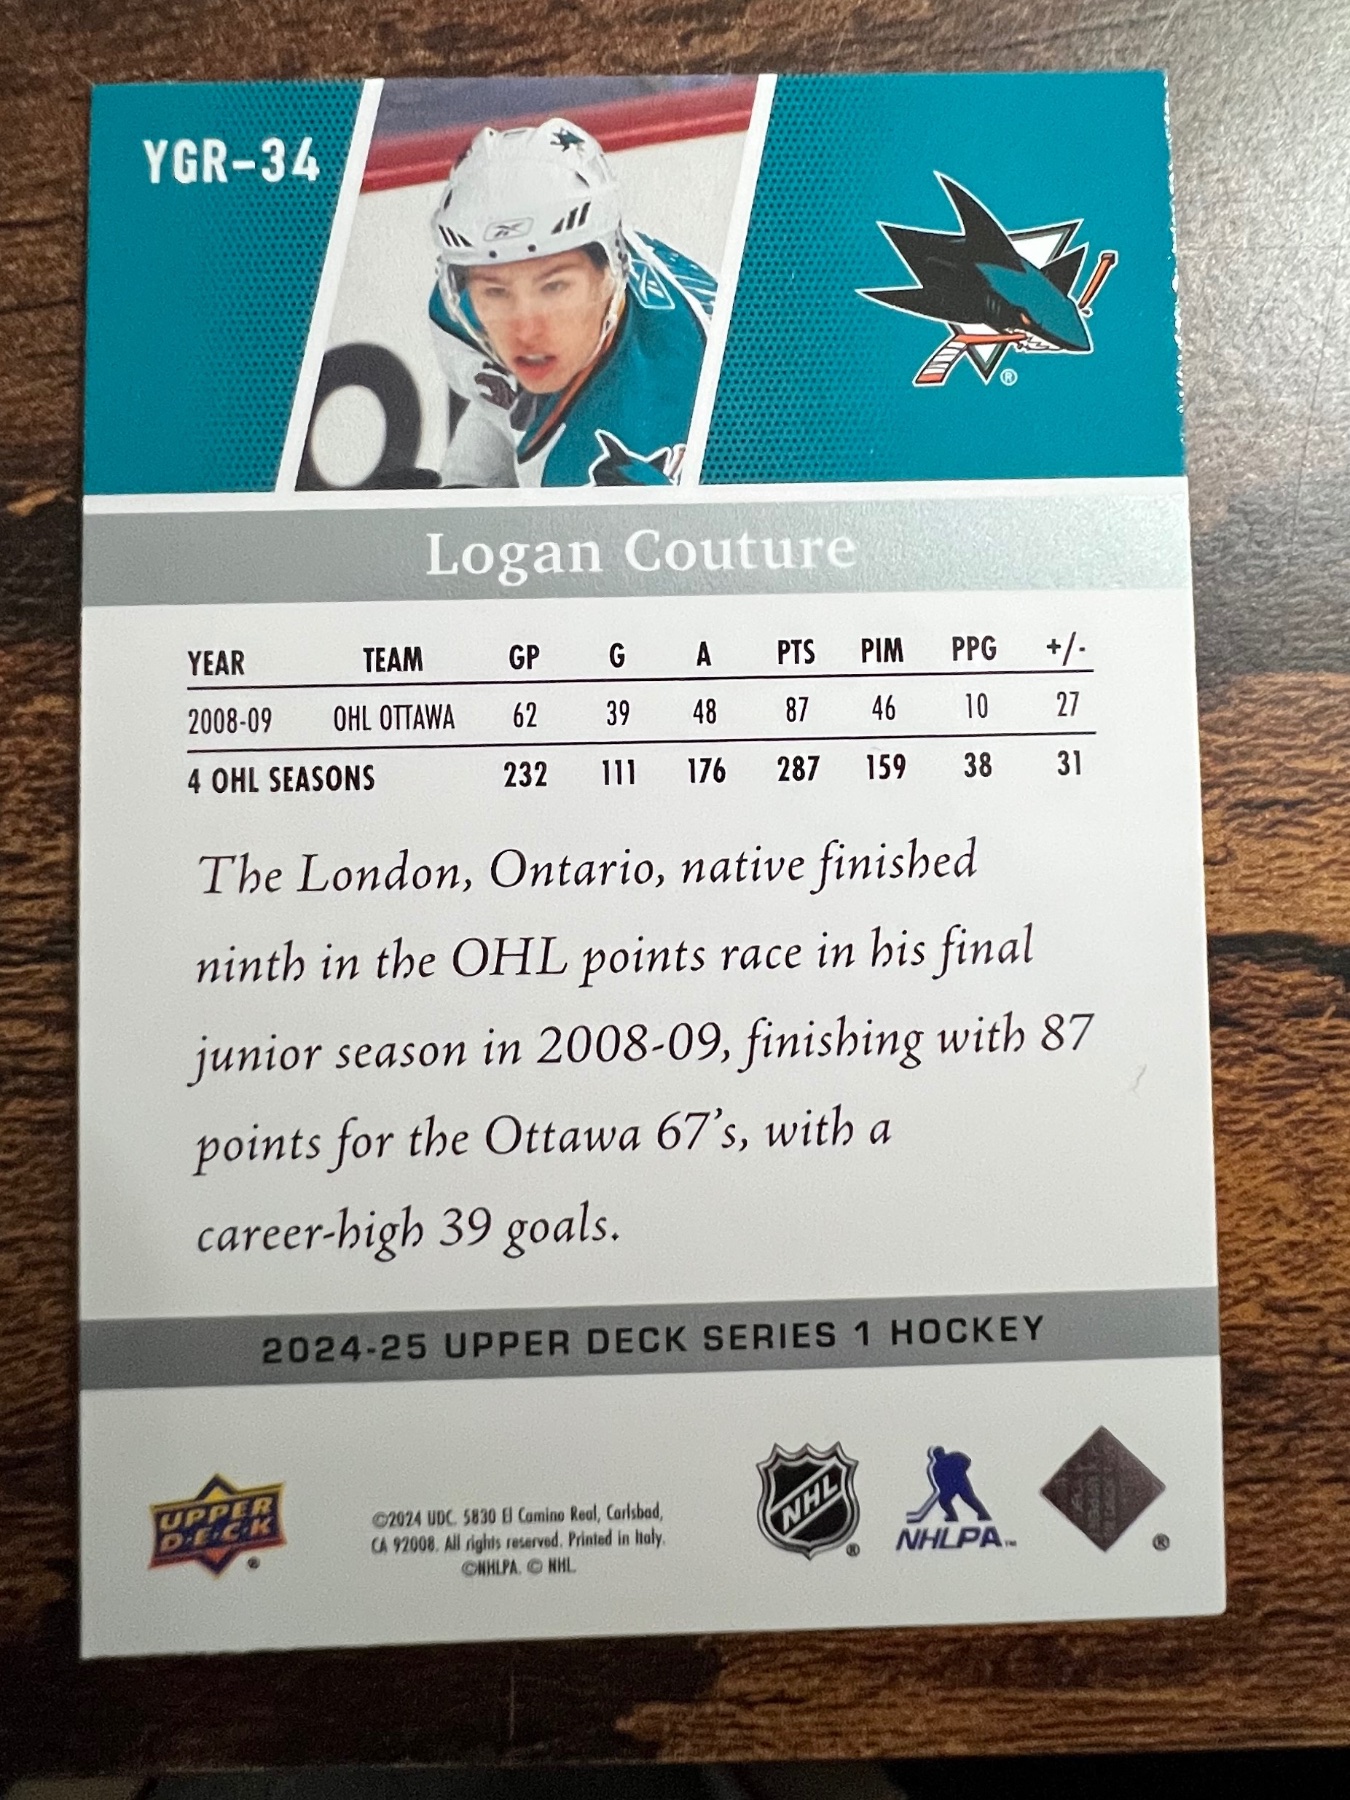 YGR-34
®
Logan Couture
YEAR TEAM GP G A PTS PIM PPG +/-
2008-09 OHL OTTAWA 62 39 48 87 46 10 27
4 OHL SEASONS 232 111 176 287 159 38 31
The London, Ontario, native finished
ninth in the OHL points race in his final
junior season in 2008-09, finishing with 87
points for the Ottawa 67's, with a
career-high 39 goals.
2024-25 UPPER DECK SERIES 1 HOCKEY
UPPER
D·E·C·K
®
©2024 UDC. 5830 El Camino Real, Carlsbad,
CA 92008. All rights reserved. Printed in Italy.
©NHLPA. © NHL.
NHL
®
NHLPA™
®